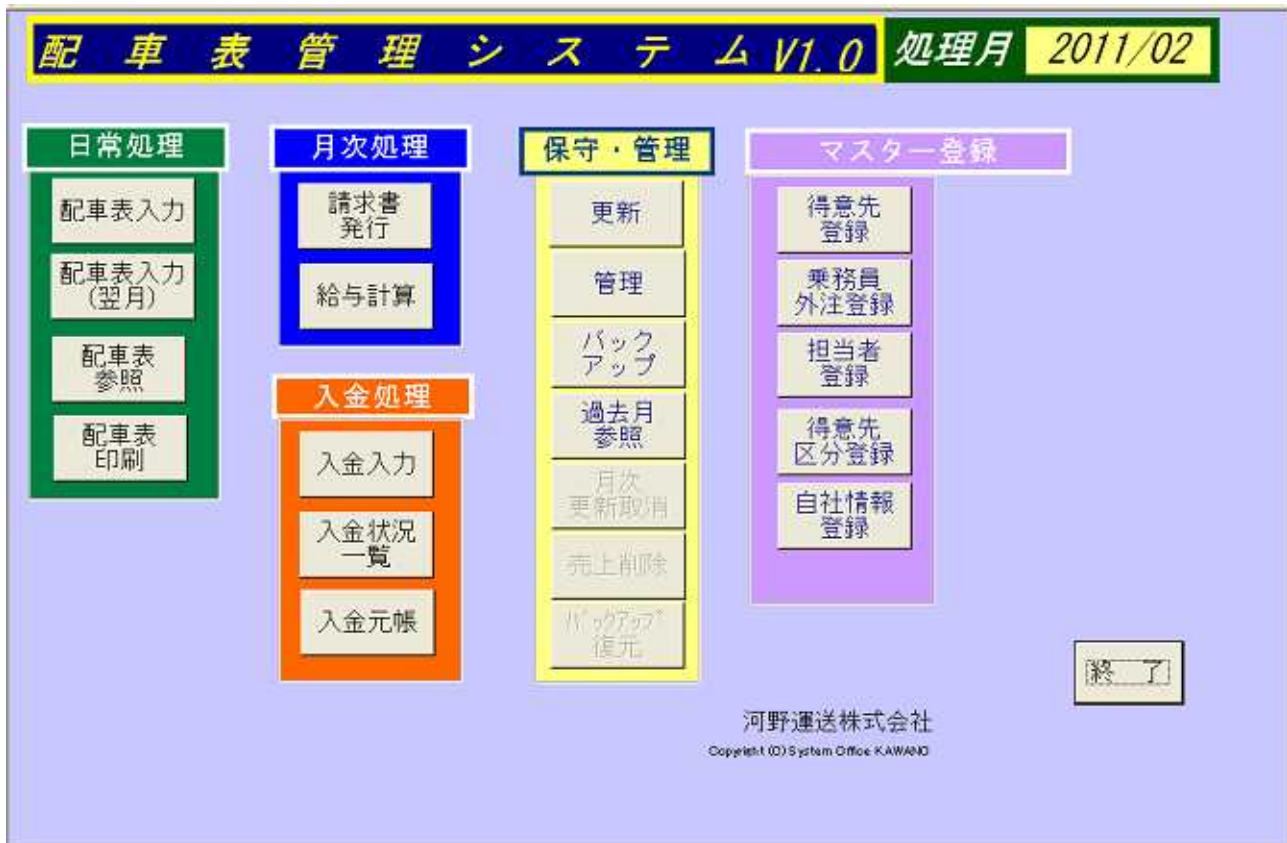 配車表管理システムV1.0
処理月 2011/02
日常処理
配車表入力
配車表入力
(翌月)
配車表
参照
配車表
印刷
月次処理
請求書
発行
給与計算
入金処理
入金入力
入金状況
一覧
入金元帳
保守・管理
更新
管理
バック
アップ
過去月
参照
月次
更新取消
売上削除
ﾊﾞｯｸｱｯﾌﾟ
復元
マスター登録
得意先
登録
乗務員
外注登録
担当者
登録
得意先
区分登録
自社情報
登録
終 了
河野運送株式会社
Copyright (C) System Office KAWANO